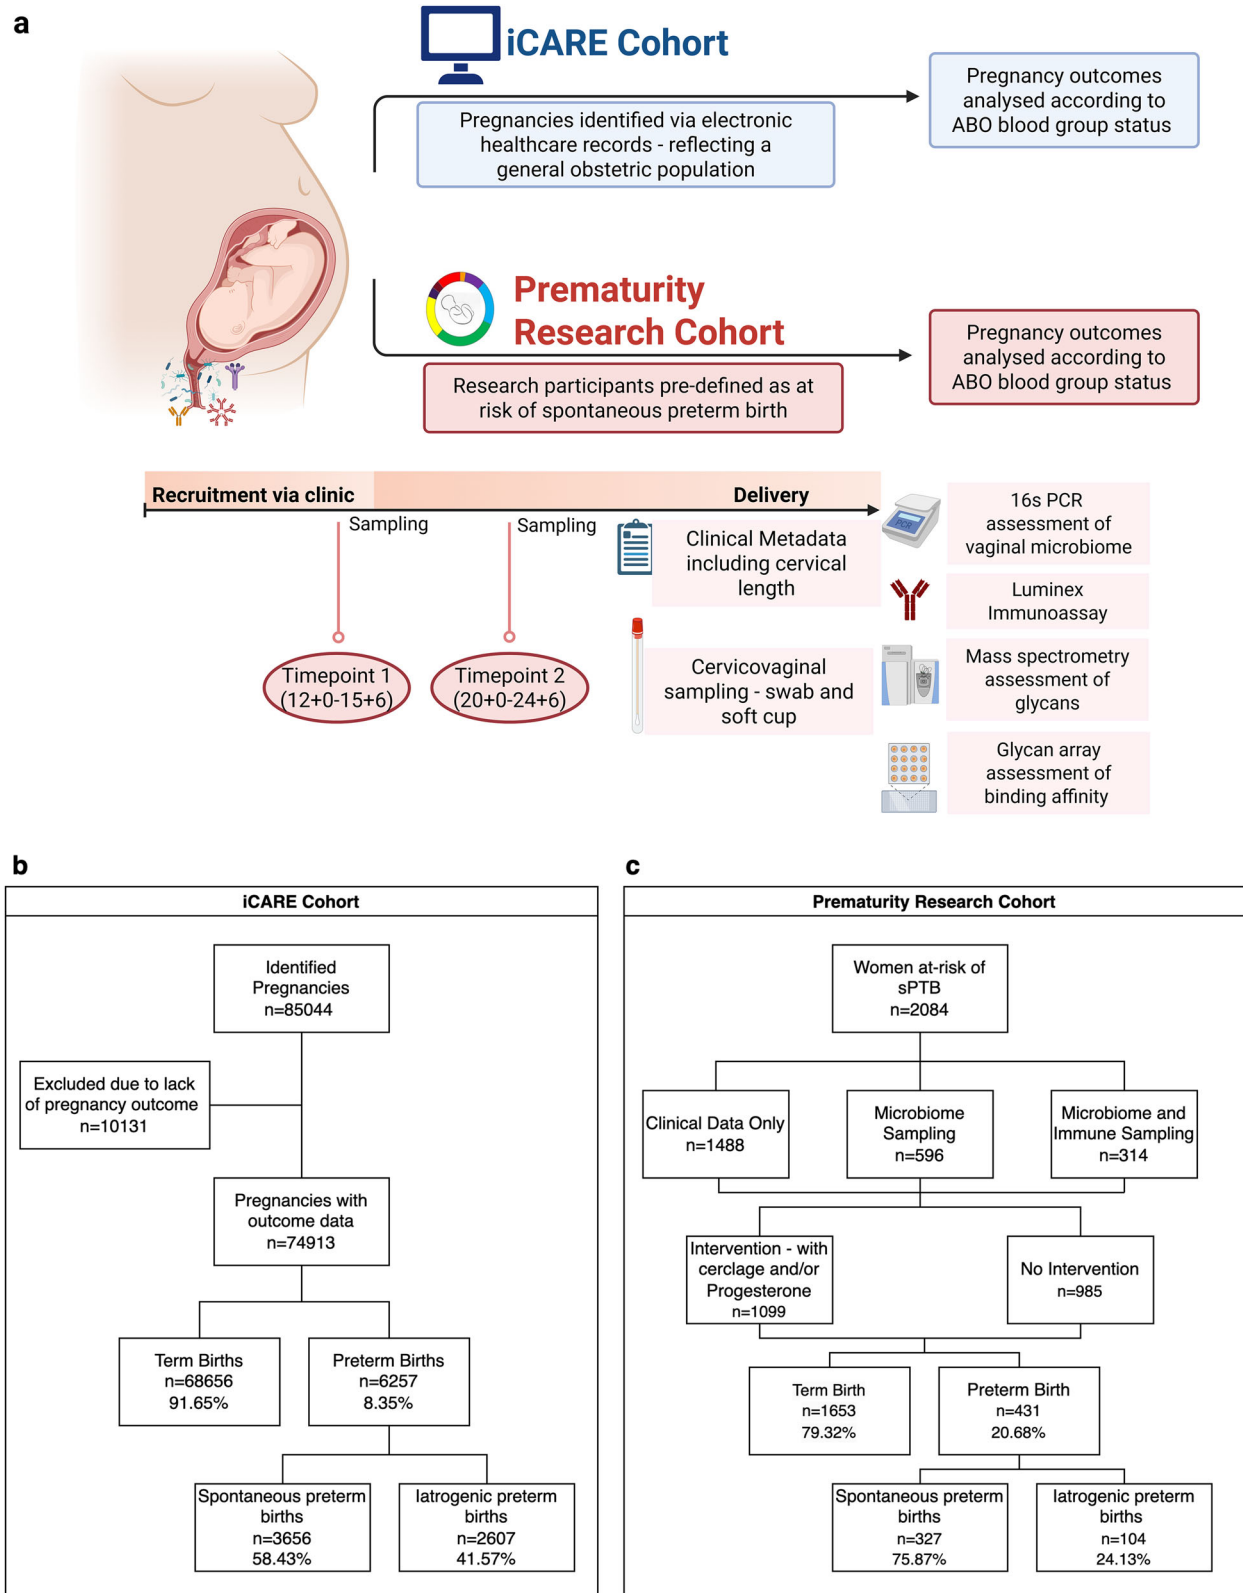 a
iCARE Cohort
Pregnancies identified via electronic
healthcare records - reflecting a
general obstetric population
Pregnancy outcomes
analysed according to
ABO blood group status
Prematurity
Research Cohort
Research participants pre-defined as at
risk of spontaneous preterm birth
Pregnancy outcomes
analysed according to
ABO blood group status
Recruitment via clinic
Delivery
Sampling
Sampling
Timepoint 1
(12+0-15+6)
Timepoint 2
(20+0-24+6)
Clinical Metadata
including cervical
length
Cervicovaginal
sampling - swab and
soft cup
PCR
16s PCR
assessment of
vaginal microbiome
Luminex
Immunoassay
Mass spectrometry
assessment of
glycans
Glycan array
assessment of
binding affinity
b
iCARE Cohort
Identified
Pregnancies
n=85044
Excluded due to lack
of pregnancy outcome
n=10131
Pregnancies with
outcome data
n=74913
Term Births
n=68656
91.65%
Preterm Births
n=6257
8.35%
Spontaneous preterm
births
n=3656
58.43%
Iatrogenic preterm
births
n=2607
41.57%
c
Prematurity Research Cohort
Women at-risk of
sPTB
n=2084
Clinical Data Only
n=1488
Microbiome
Sampling
n=596
Microbiome and
Immune Sampling
n=314
Intervention - with
cerclage and/or
Progesterone
n=1099
No Intervention
n=985
Term Birth
n=1653
79.32%
Preterm Birth
n=431
20.68%
Spontaneous preterm
births
n=327
75.87%
Iatrogenic preterm
births
n=104
24.13%